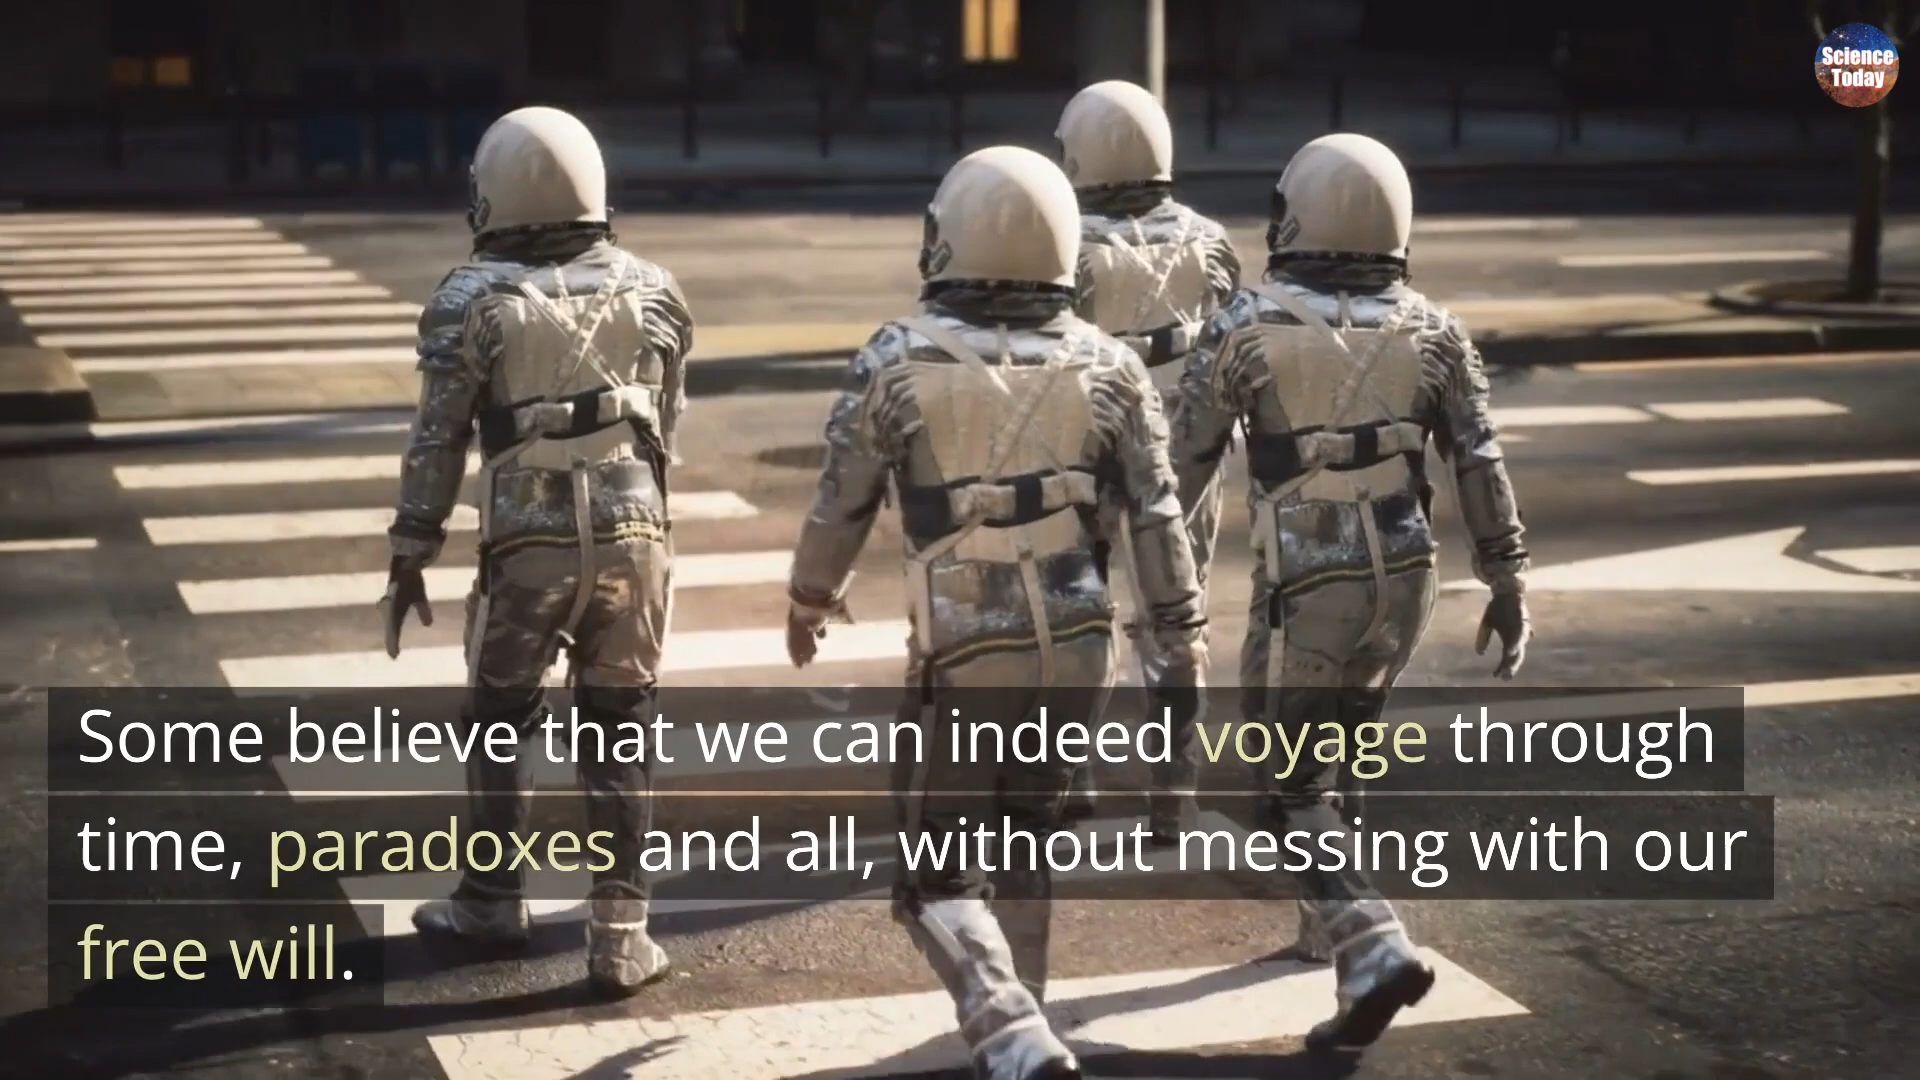 Science
Today
Some believe that we can indeed voyage through
time, paradoxes and all, without messing with our
free will.